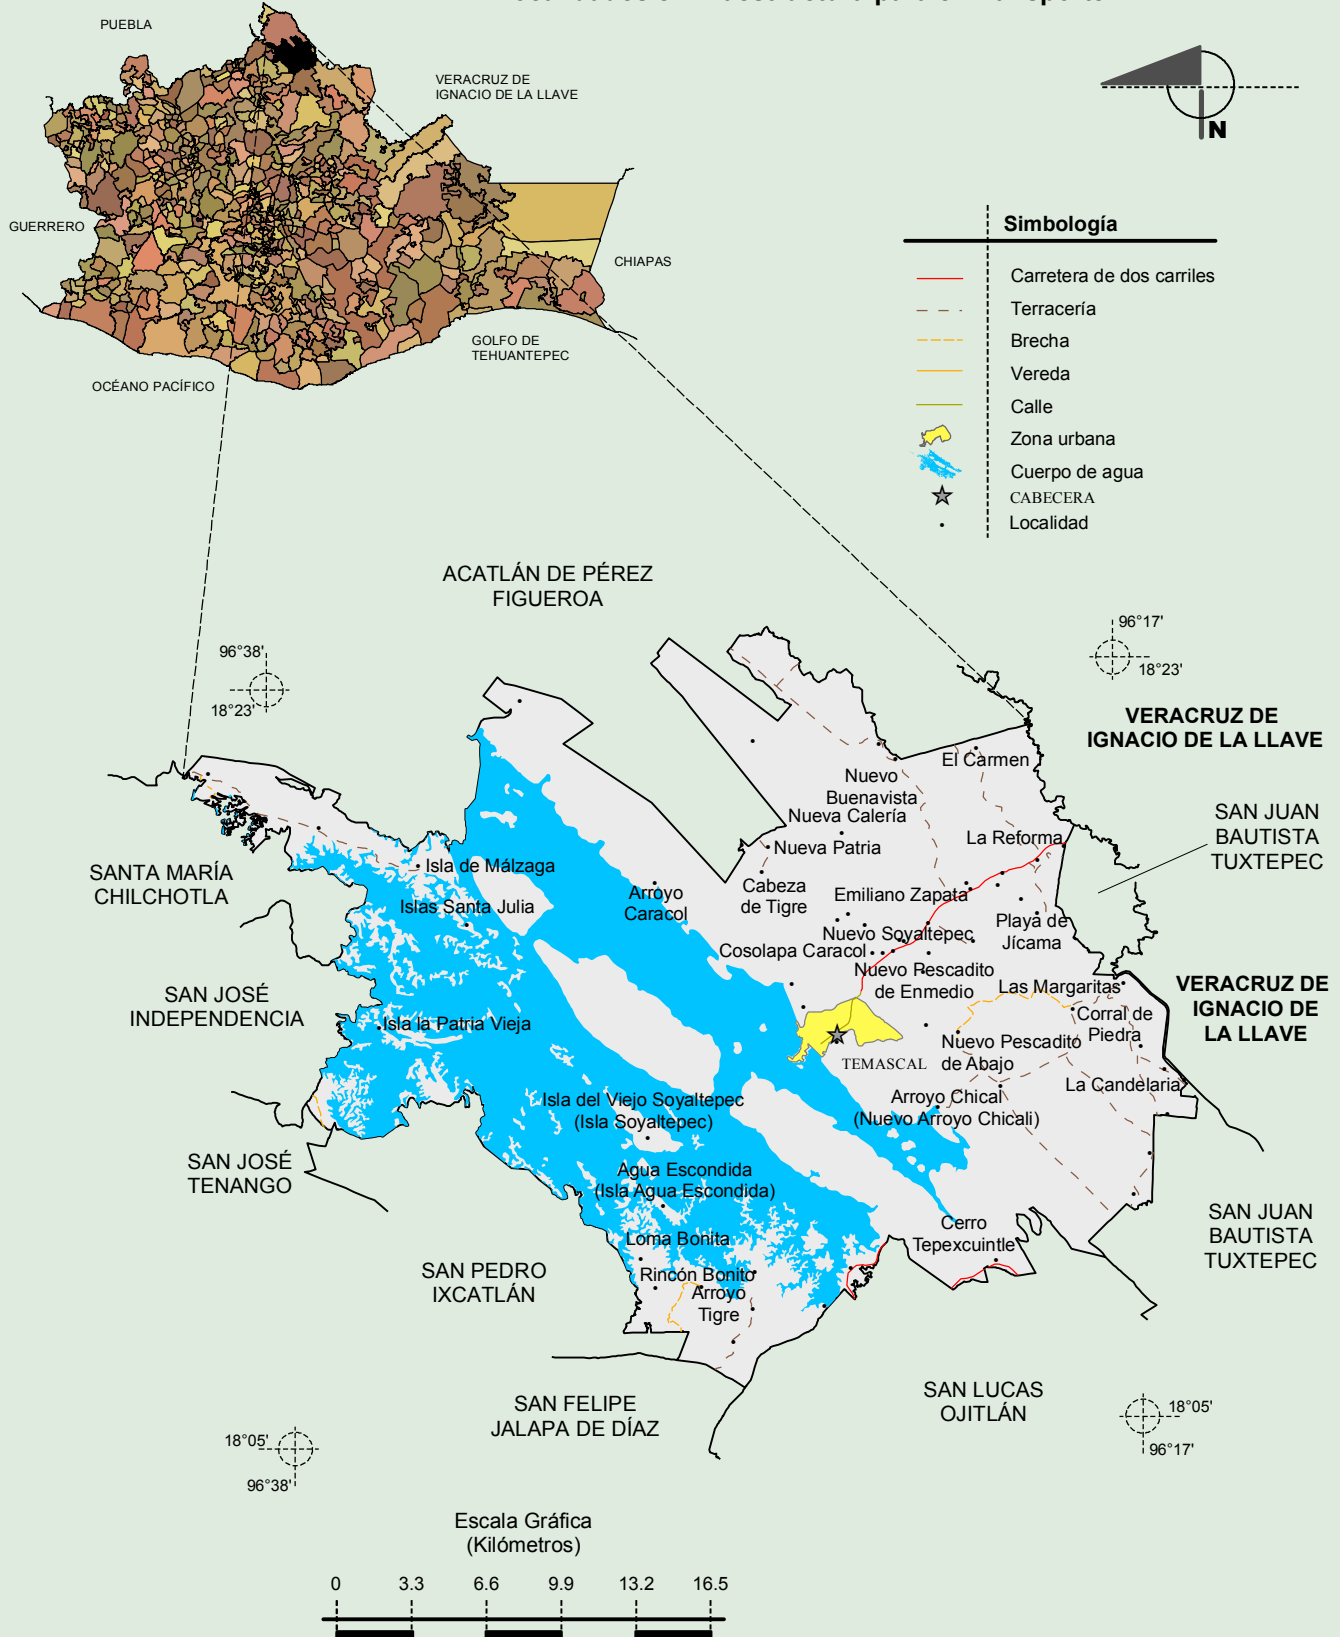 PUEBLA
VERACRUZ DE
IGNACIO DE LA LLAVE
N
GUERRERO
CHIAPAS
GOLFO DE
TEHUANTEPEC
OCÉANO PACÍFICO
Simbología
Carretera de dos carriles
Terracería
Brecha
Vereda
Calle
Zona urbana
Cuerpo de agua
CABECERA
Localidad
ACATLÁN DE PÉREZ
FIGUEROA
96°38'
18°23'
96°17'
18°23'
VERACRUZ DE
IGNACIO DE LA LLAVE
SAN JUAN
BAUTISTA
TUXTEPEC
El Carmen
Nuevo
Buenavista
Nueva Calería
Nueva Patria
La Reforma
SANTA MARÍA
CHILCHOTLA
Isla de Málzaga
Islas Santa Julia
Arroyo
Caracol
Cabeza
de Tigre
Emiliano Zapata
Playa de
Jícama
Nuevo Soyaltepec
Cosolapa Caracol
Nuevo Pescadito
de Enmedio
Las Margaritas
VERACRUZ DE
IGNACIO DE
LA LLAVE
SAN JOSÉ
INDEPENDENCIA
Isla la Patria Vieja
Corral de
Piedra
Nuevo Pescadito
de Abajo
TEMASCAL
La Candelaria
Arroyo Chical
(Nuevo Arroyo Chicali)
Isla del Viejo Soyaltepec
(Isla Soyaltepec)
SAN JOSÉ
TENANGO
Agua Escondida
(Isla Agua Escondida)
SAN JUAN
BAUTISTA
TUXTEPEC
Cerro
Tepexcuintle
Loma Bonita
SAN PEDRO
IXCATLÁN
Rincón Bonito
Arroyo
Tigre
SAN FELIPE
JALAPA DE DÍAZ
SAN LUCAS
OJITLÁN
18°05'
96°38'
18°05'
96°17'
Escala Gráfica
(Kilómetros)
0 3.3 6.6 9.9 13.2 16.5